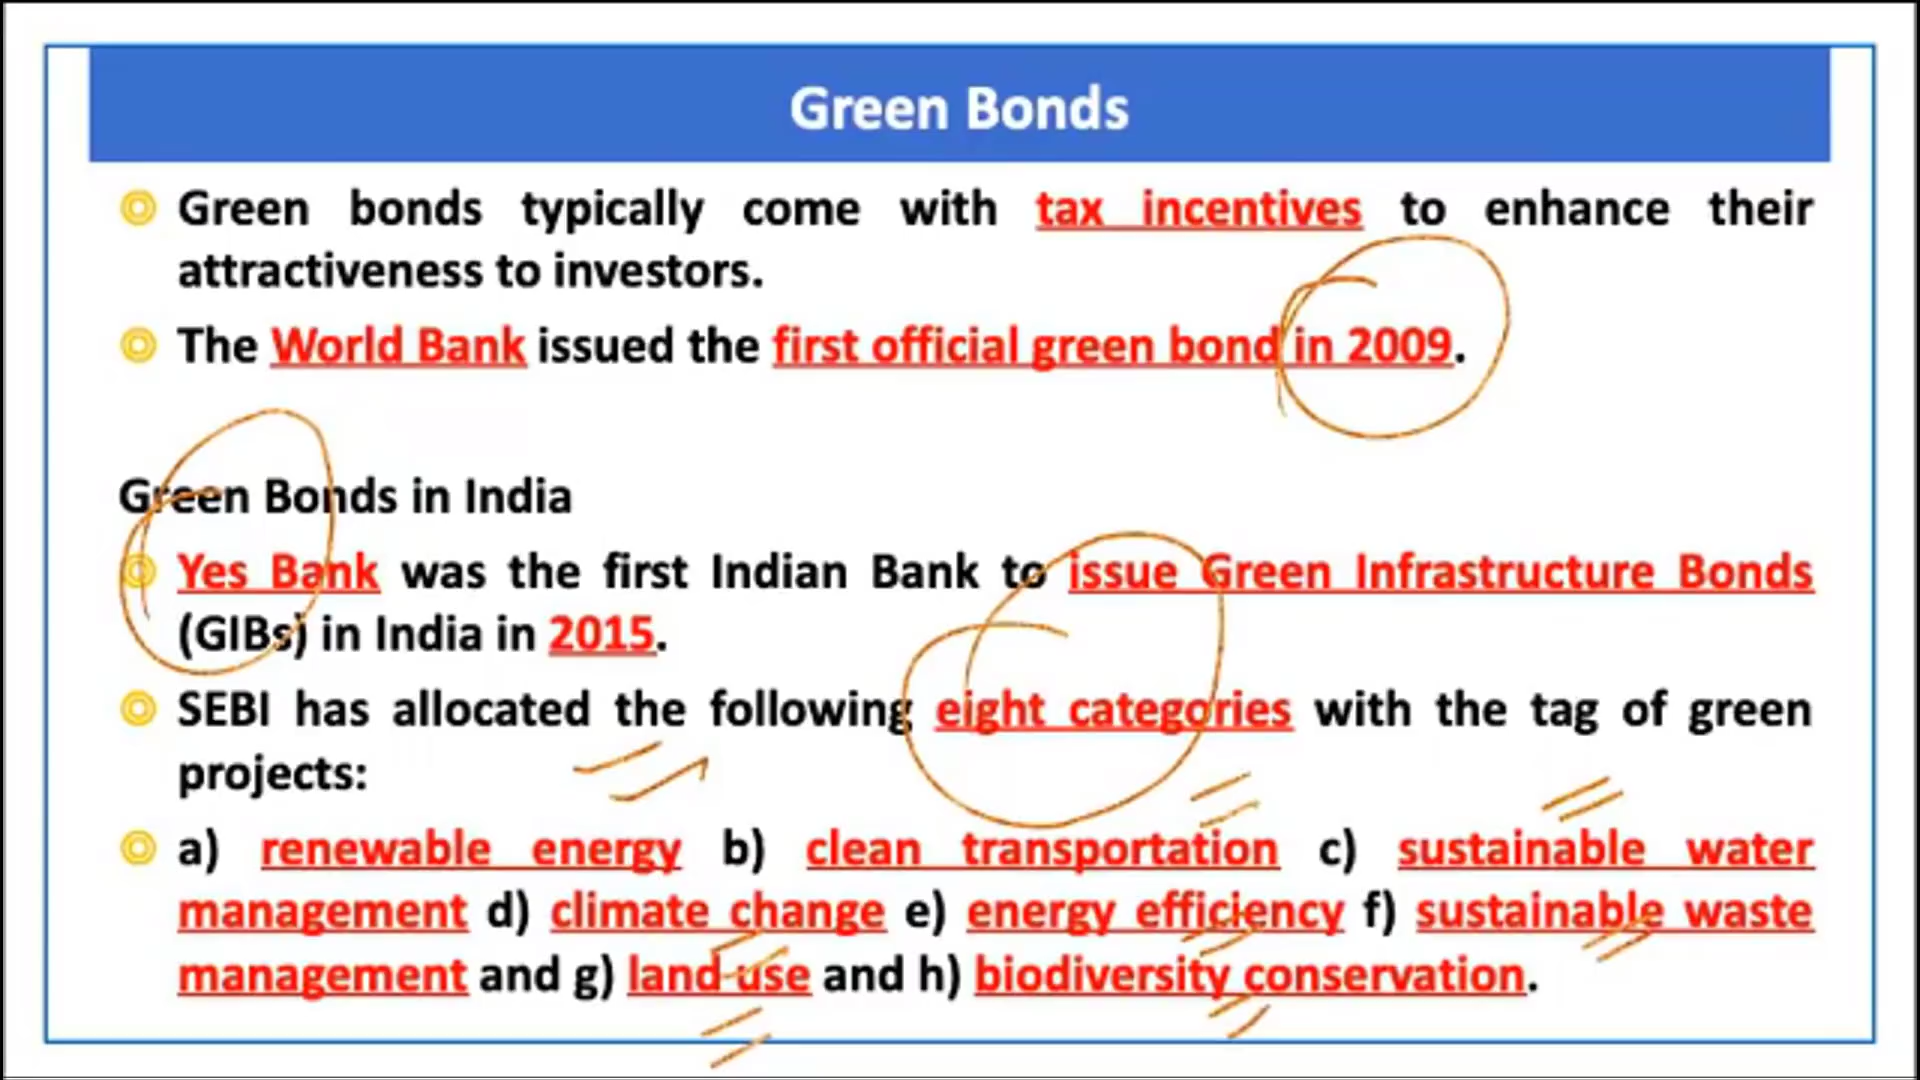 Green Bonds
Green bonds typically come with tax incentives to enhance their
attractiveness to investors.
The World Bank issued the first official green bond in 2009.
Green Bonds in India
Yes Bank was the first Indian Bank to issue Green Infrastructure Bonds
(GIBs) in India in 2015.
SEBI has allocated the following eight categories with the tag of green
projects:
a) renewable energy b) clean transportation c) sustainable water
management d) climate change e) energy efficiency f) sustainable waste
management and g) land use and h) biodiversity conservation.